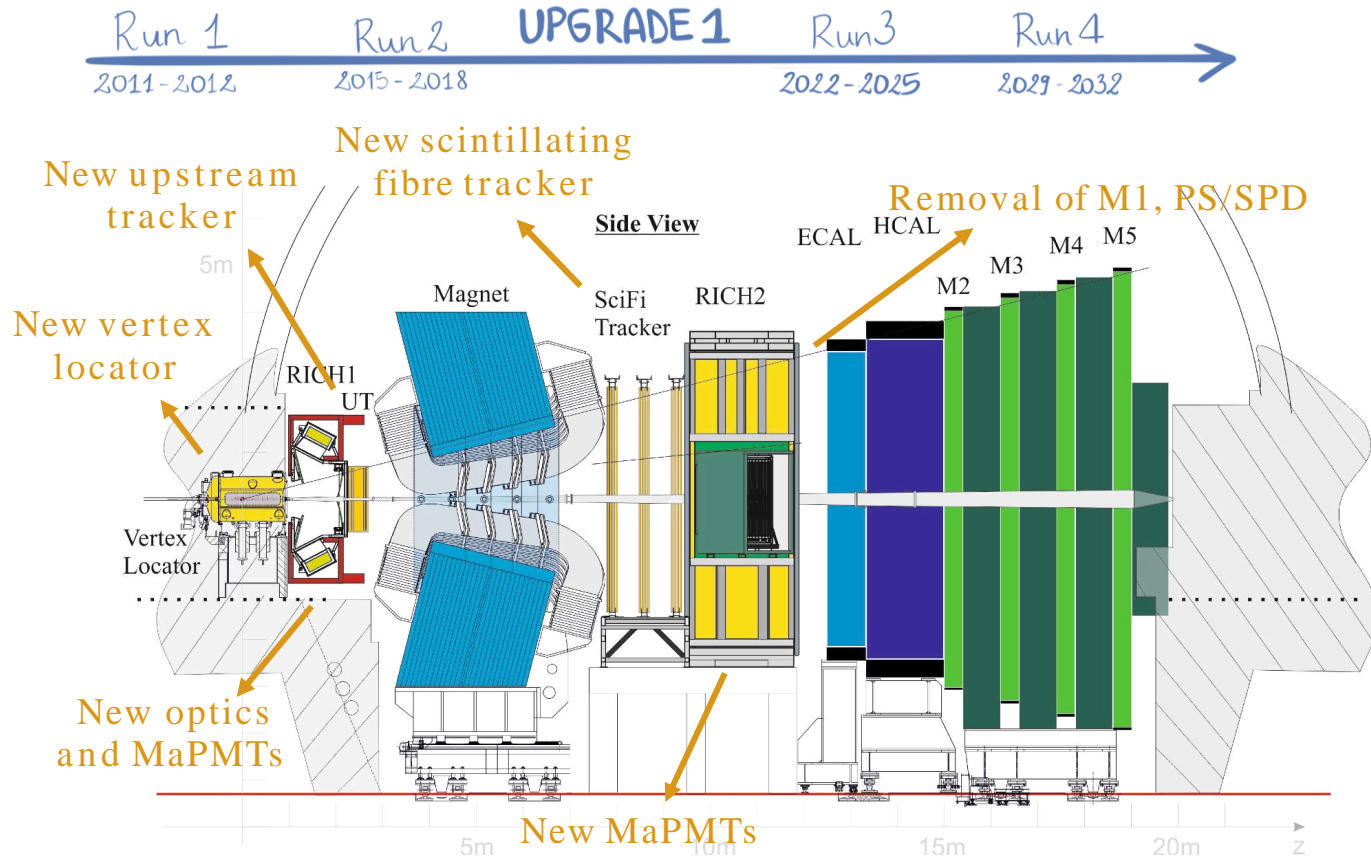 Run 1
Run 2
UPGRADE 1
Run 3
Run 4
2011-2012
2015-2018
2022-2025
2029-2032
New scintillating
fibre tracker
New upstream
tracker
Removal of M1, PS/SPD
Side View
ECAL
HCAL
M5
M4
M3
M2
5m
Magnet
SciFi
Tracker
RICH2
New vertex
locator
RICH1
UT
Vertex
Locator
New optics
and MaPMTs
New MaPMTs
5m
10m
15m
20m
z